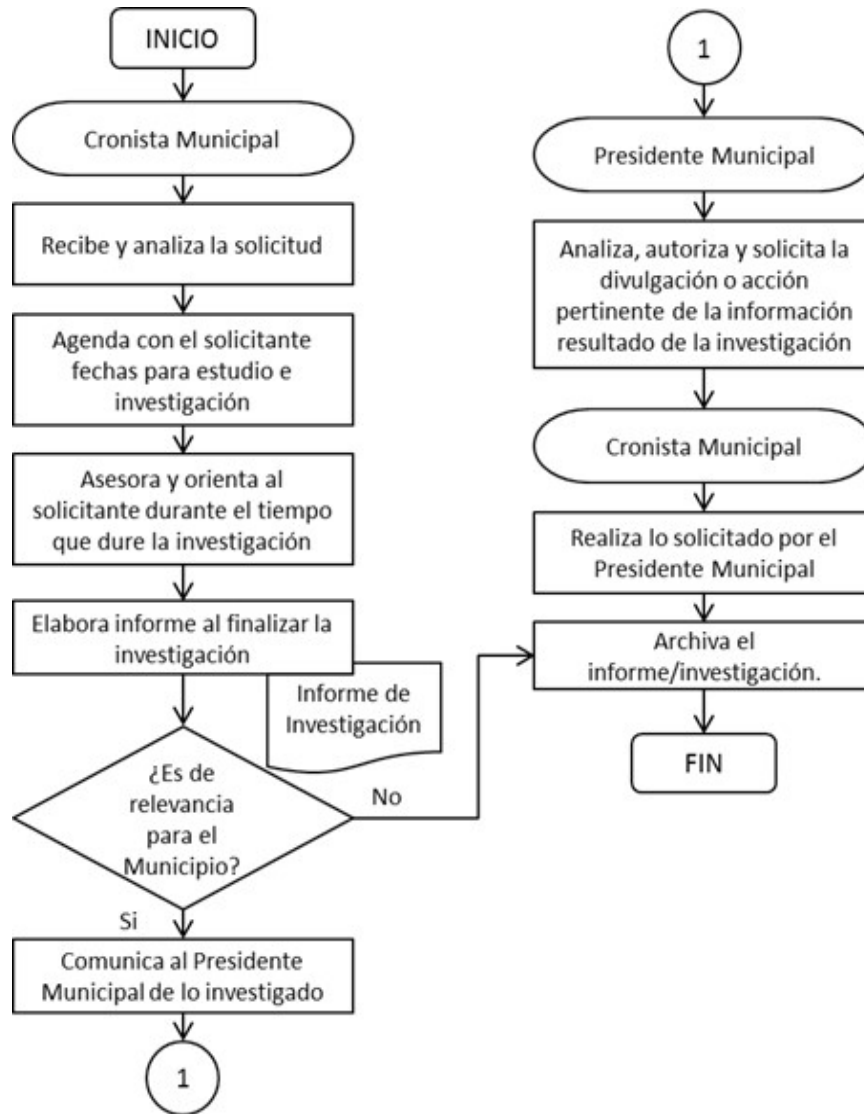 INICIO
Cronista Municipal
Recibe y analiza la solicitud
Agenda con el solicitante
fechas para estudio e
investigación
Asesora y orienta al
solicitante durante el tiempo
que dure la investigación
Elabora informe al finalizar la
investigación
Informe de
Investigación
¿Es de
relevancia
para el
Municipio?
No
Si
Comunica al Presidente
Municipal de lo investigado
1
1
Presidente Municipal
Analiza, autoriza y solicita la
divulgación o acción
pertinente de la información
resultado de la investigación
Cronista Municipal
Realiza lo solicitado por el
Presidente Municipal
Archiva el
informe/investigación.
FIN